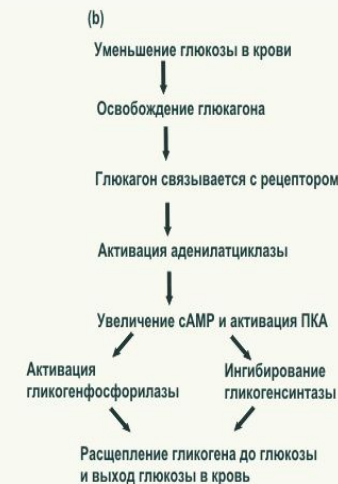 (b)
Уменьшение глюкозы в крови
Освобождение глюкагона
Глюкагон связывается с рецептором
Активация аденилатциклазы
Увеличение сАМР и активация ПКА
Активация
гликогенфосфорилазы
Ингибирование
гликогенсинтазы
Расщепление гликогена до глюкозы
и выход глюкозы в кровь